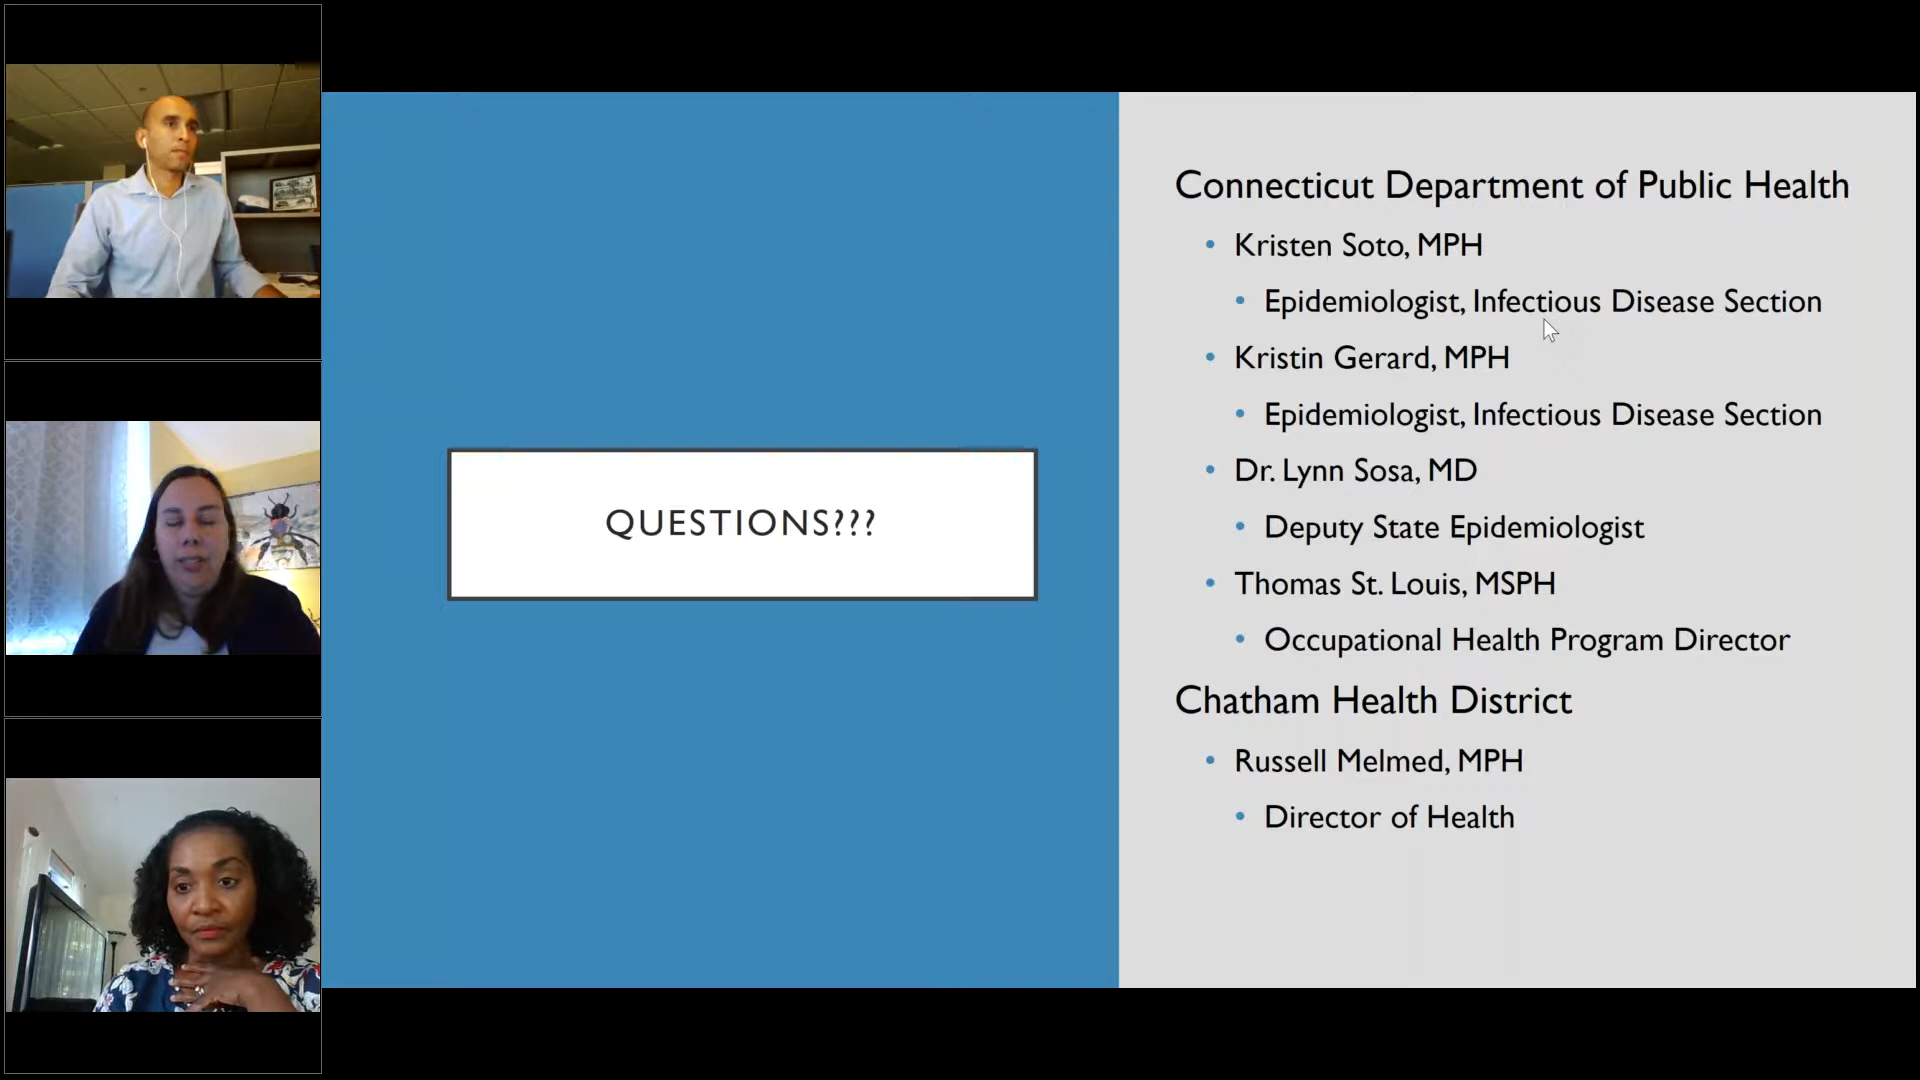 QUESTIONS???
Connecticut Department of Public Health
• Kristen Soto, MPH
• Epidemiologist, Infectious Disease Section
• Kristin Gerard, MPH
• Epidemiologist, Infectious Disease Section
• Dr. Lynn Sosa, MD
• Deputy State Epidemiologist
• Thomas St. Louis, MSPH
• Occupational Health Program Director
Chatham Health District
• Russell Melmed, MPH
• Director of Health